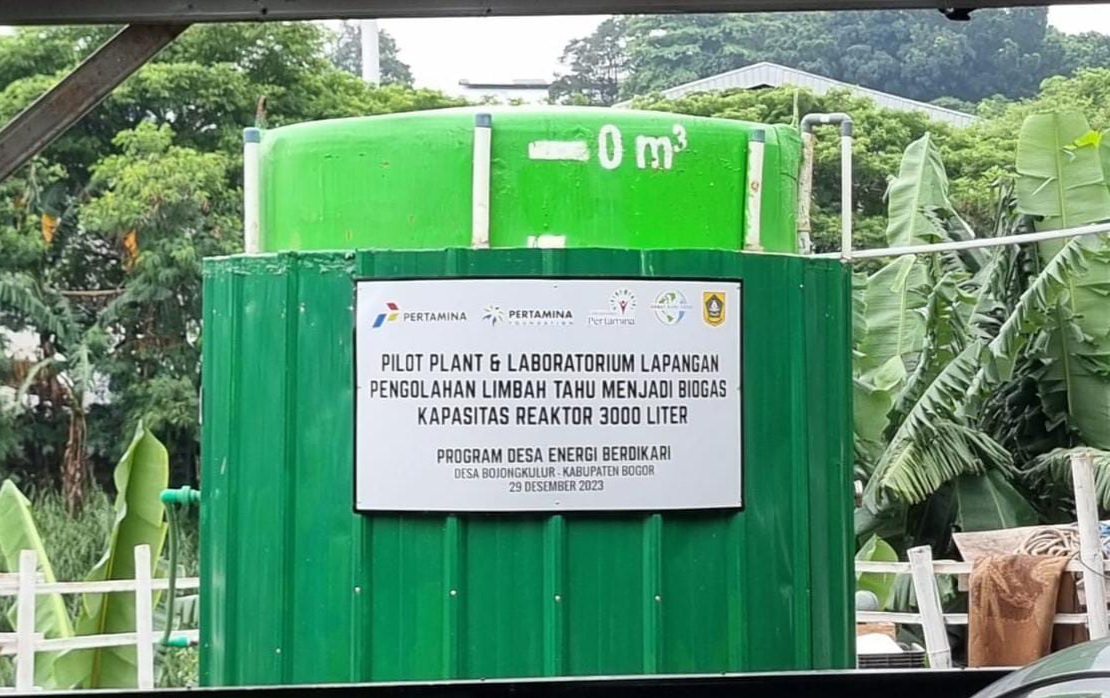 0 m³
PERTAMINA
PERTAMINA
FOUNDATION
Pertamina
PILOT PLANT & LABORATORIUM LAPANGAN
PENGOLAHAN LIMBAH TAHU MENJADI BIOGAS
KAPASITAS REAKTOR 3000 LITER
PROGRAM DESA ENERGI BERDIKARI
DESA BOJONGKULUR - KABUPATEN BOGOR
29 DESEMBER 2023